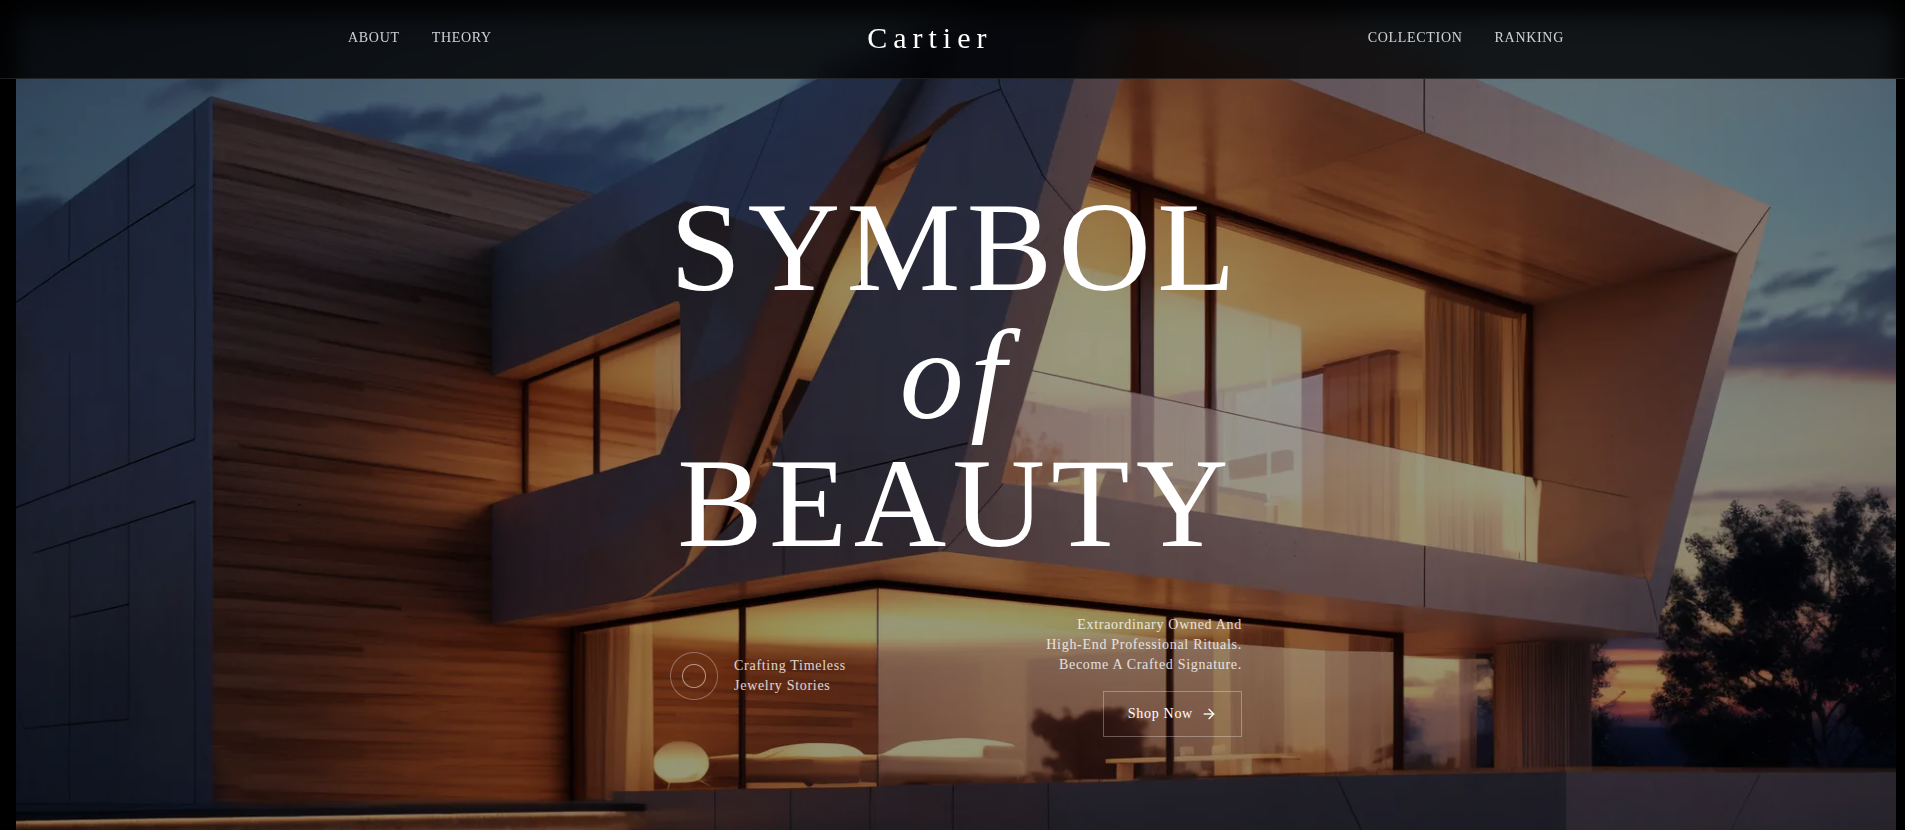 ABOUT THEORY Cartier COLLECTION RANKING
SYMBOL
of
BEAUTY
Crafting Timeless
Jewelry Stories
Extraordinary Owned And
High-End Professional Rituals.
Become A Crafted Signature.
Shop Now